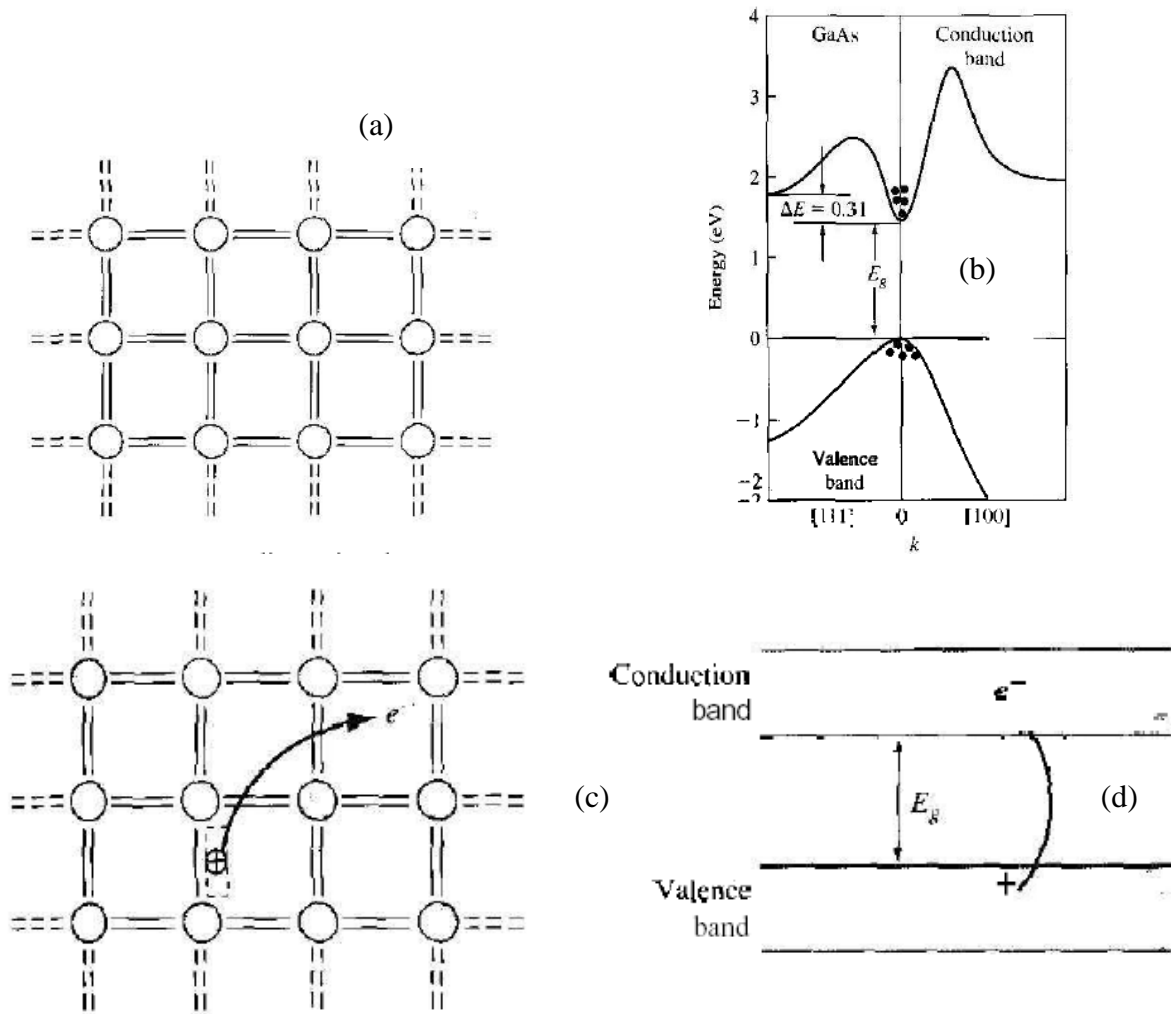 (a)
GaAs
Conduction
band
4
3
2
ΔE = 0.31
1
E_g
(b)
Energy (eV)
0
−1
Valence
band
−2
[111]
0
[100]
k
e
(c)
Conduction
band
e⁻
E_g
(d)
+
Valence
band